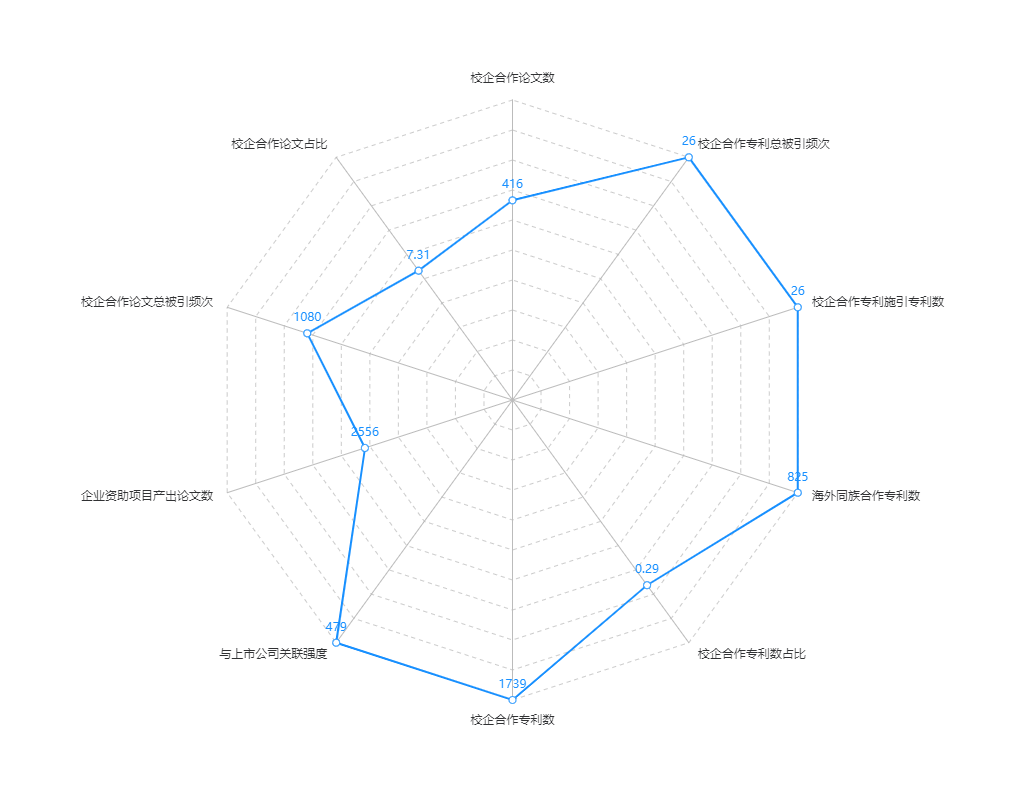 校企合作论文数
校企合作论文占比
26
校企合作专利总被引频次
416
7.31
校企合作论文总被引频次
1080
26
校企合作专利施引专利数
2556
825
企业资助项目产出论文数
海外同族合作专利数
0.29
479
与上市公司关联强度
校企合作专利数占比
1739
校企合作专利数